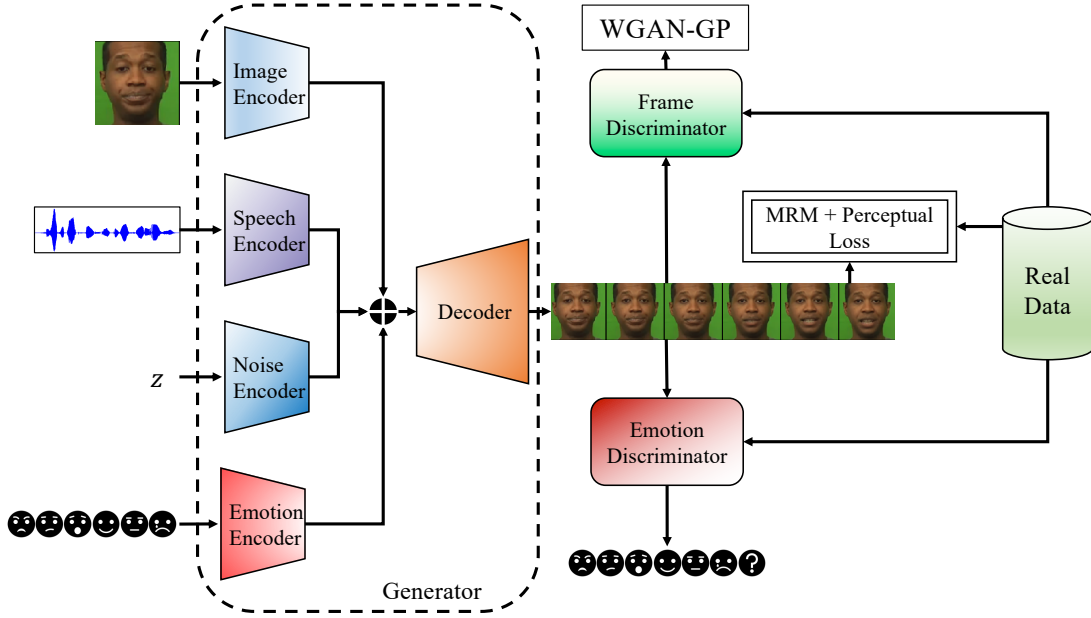 WGAN-GP
Image
Encoder
Frame
Discriminator
Speech
Encoder
MRM + Perceptual
Loss
Real
Data
Decoder
z
Noise
Encoder
Emotion
Discriminator
Emotion
Encoder
?
Generator